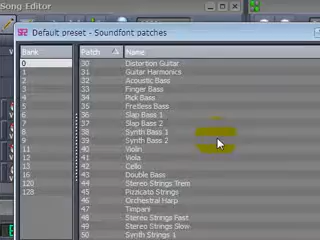 Song Editor
Default preset - Soundfont patches
Bank Patch Name
0 30 Distortion Guitar
1 31 Guitar Harmonics
2 32 Acoustic Bass
3 33 Finger Bass
4 34 Pick Bass
5 35 Fretless Bass
6 36 Slap Bass 1
7 37 Slap Bass 2
8 38 Synth Bass 1
9 39 Synth Bass 2
11 40 Violin
12 41 Viola
13 42 Cello
16 43 Double Bass
120 44 Stereo Strings Trem
128 45 Pizzicato Strings
46 Orchestral Harp
47 Timpani
48 Stereo Strings Fast
49 Stereo Strings Slow
50 Synth Strings 1